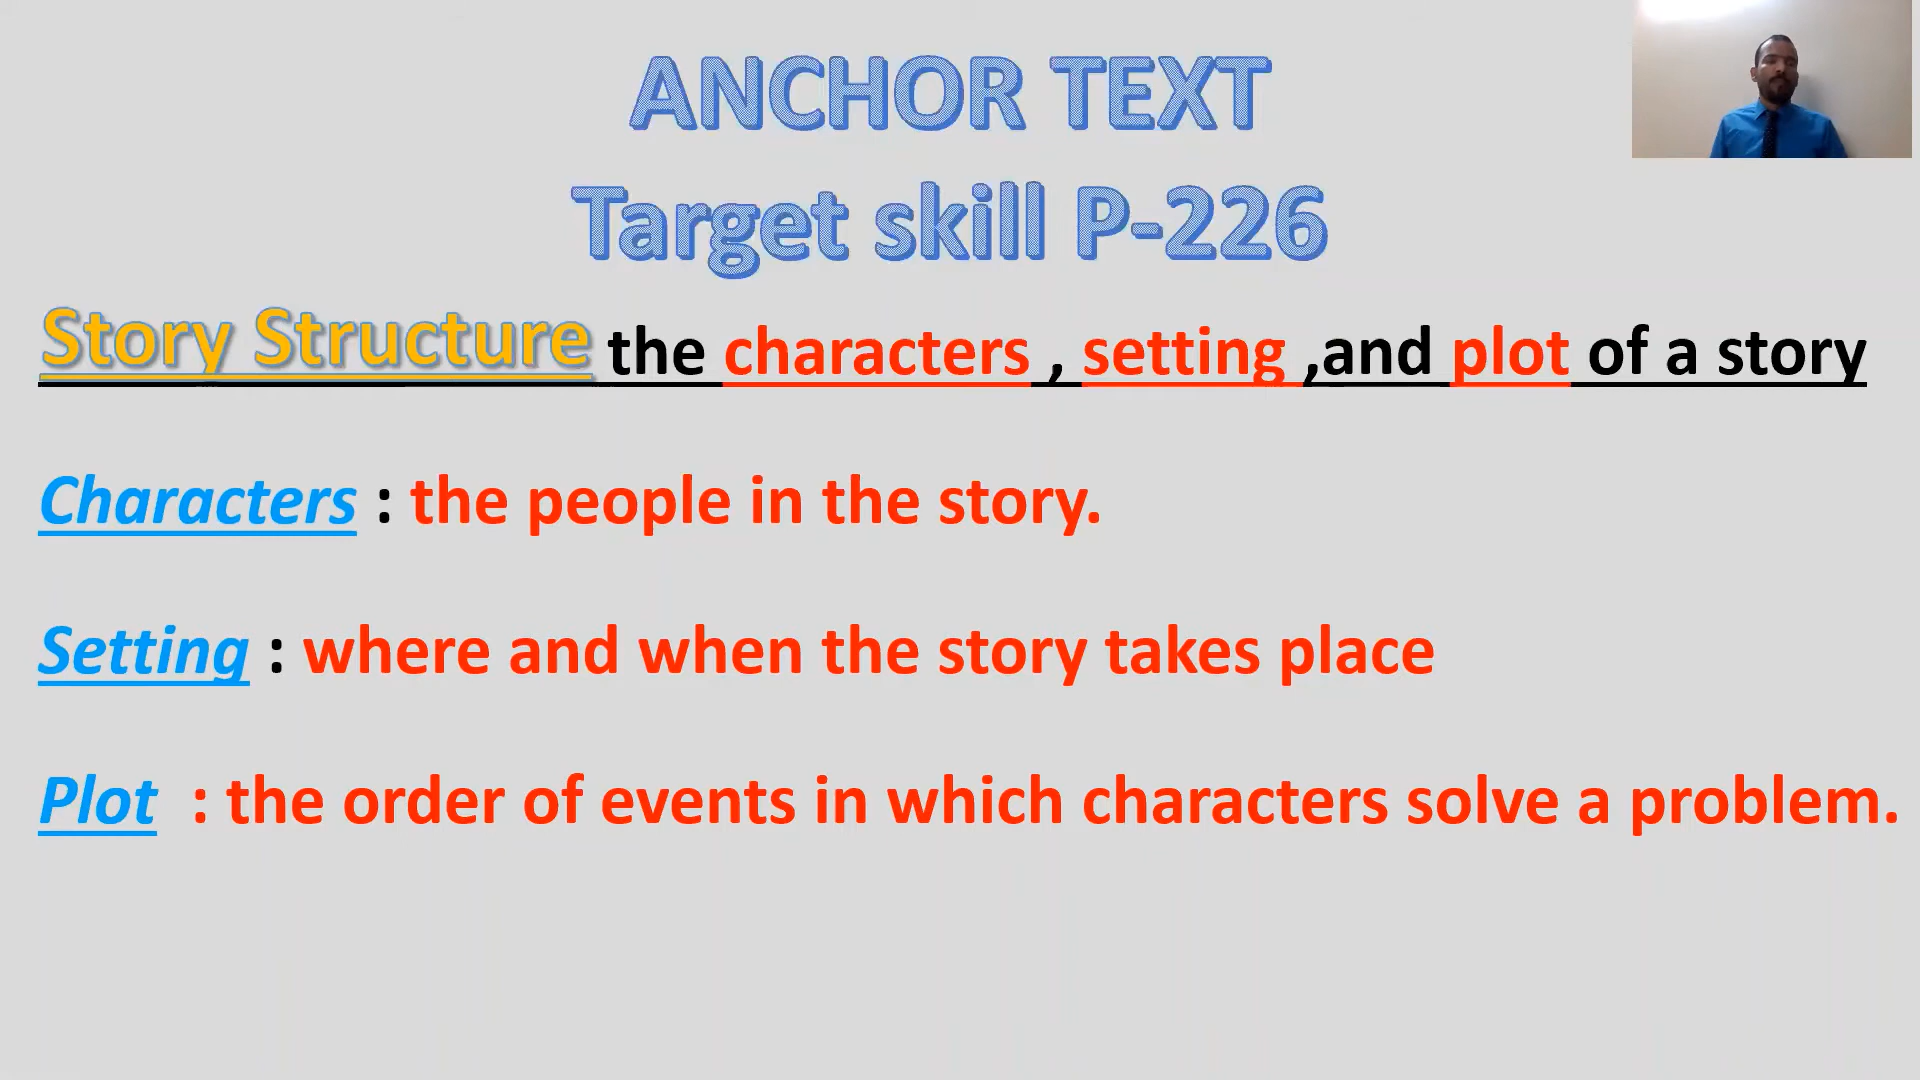 ANCHOR TEXT
Target skill P-226
Story Structure the characters , setting ,and plot of a story
Characters : the people in the story.
Setting : where and when the story takes place
Plot : the order of events in which characters solve a problem.